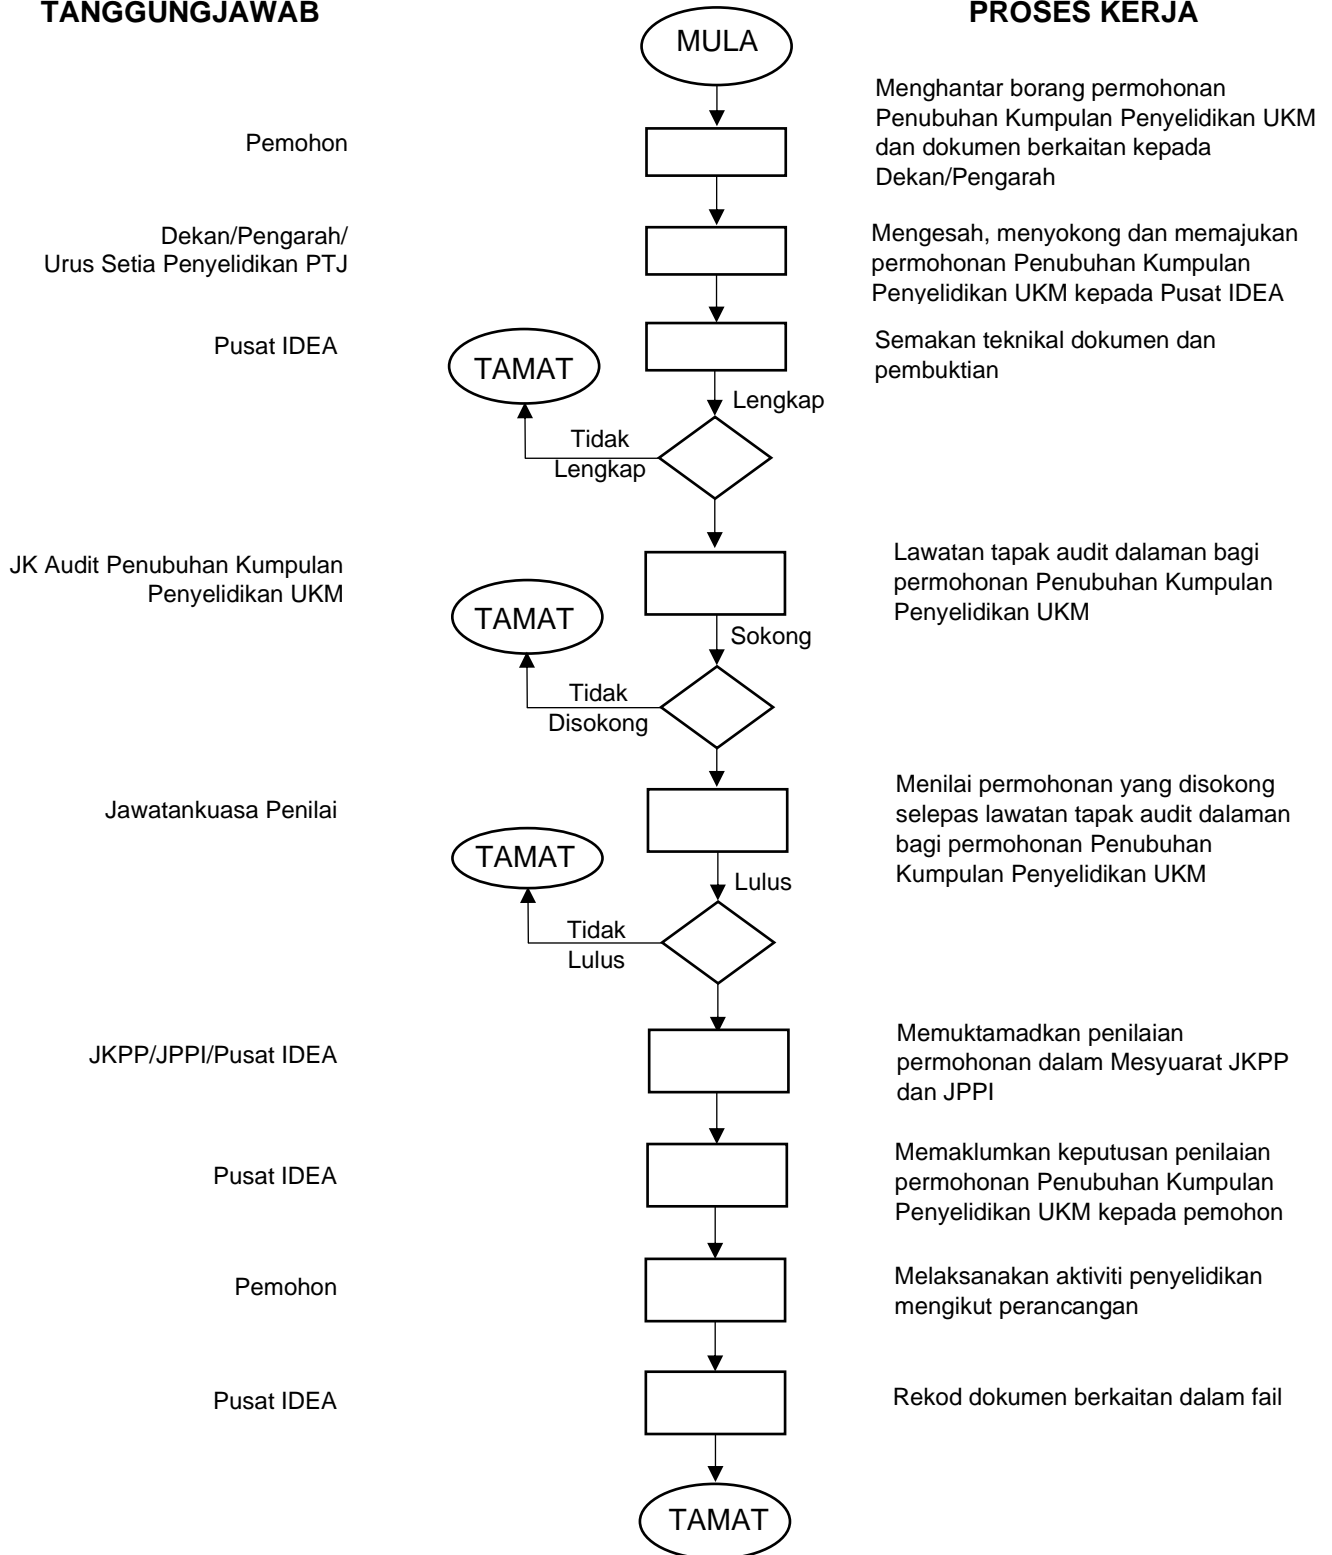 TANGGUNGJAWAB
PROSES KERJA
MULA
Pemohon
Menghantar borang permohonan
Penubuhan Kumpulan Penyelidikan UKM
dan dokumen berkaitan kepada
Dekan/Pengarah
Dekan/Pengarah/
Urus Setia Penyelidikan PTJ
Mengesah, menyokong dan memajukan
permohonan Penubuhan Kumpulan
Penyelidikan UKM kepada Pusat IDEA
Pusat IDEA
Semakan teknikal dokumen dan
pembuktian
TAMAT
Lengkap
Tidak
Lengkap
JK Audit Penubuhan Kumpulan
Penyelidikan UKM
Lawatan tapak audit dalaman bagi
permohonan Penubuhan Kumpulan
Penyelidikan UKM
TAMAT
Sokong
Tidak
Disokong
Jawatankuasa Penilai
Menilai permohonan yang disokong
selepas lawatan tapak audit dalaman
bagi permohonan Penubuhan
Kumpulan Penyelidikan UKM
TAMAT
Lulus
Tidak
Lulus
JKPP/JPPI/Pusat IDEA
Memuktamadkan penilaian
permohonan dalam Mesyuarat JKPP
dan JPPI
Pusat IDEA
Memaklumkan keputusan penilaian
permohonan Penubuhan Kumpulan
Penyelidikan UKM kepada pemohon
Pemohon
Melaksanakan aktiviti penyelidikan
mengikut perancangan
Pusat IDEA
Rekod dokumen berkaitan dalam fail
TAMAT